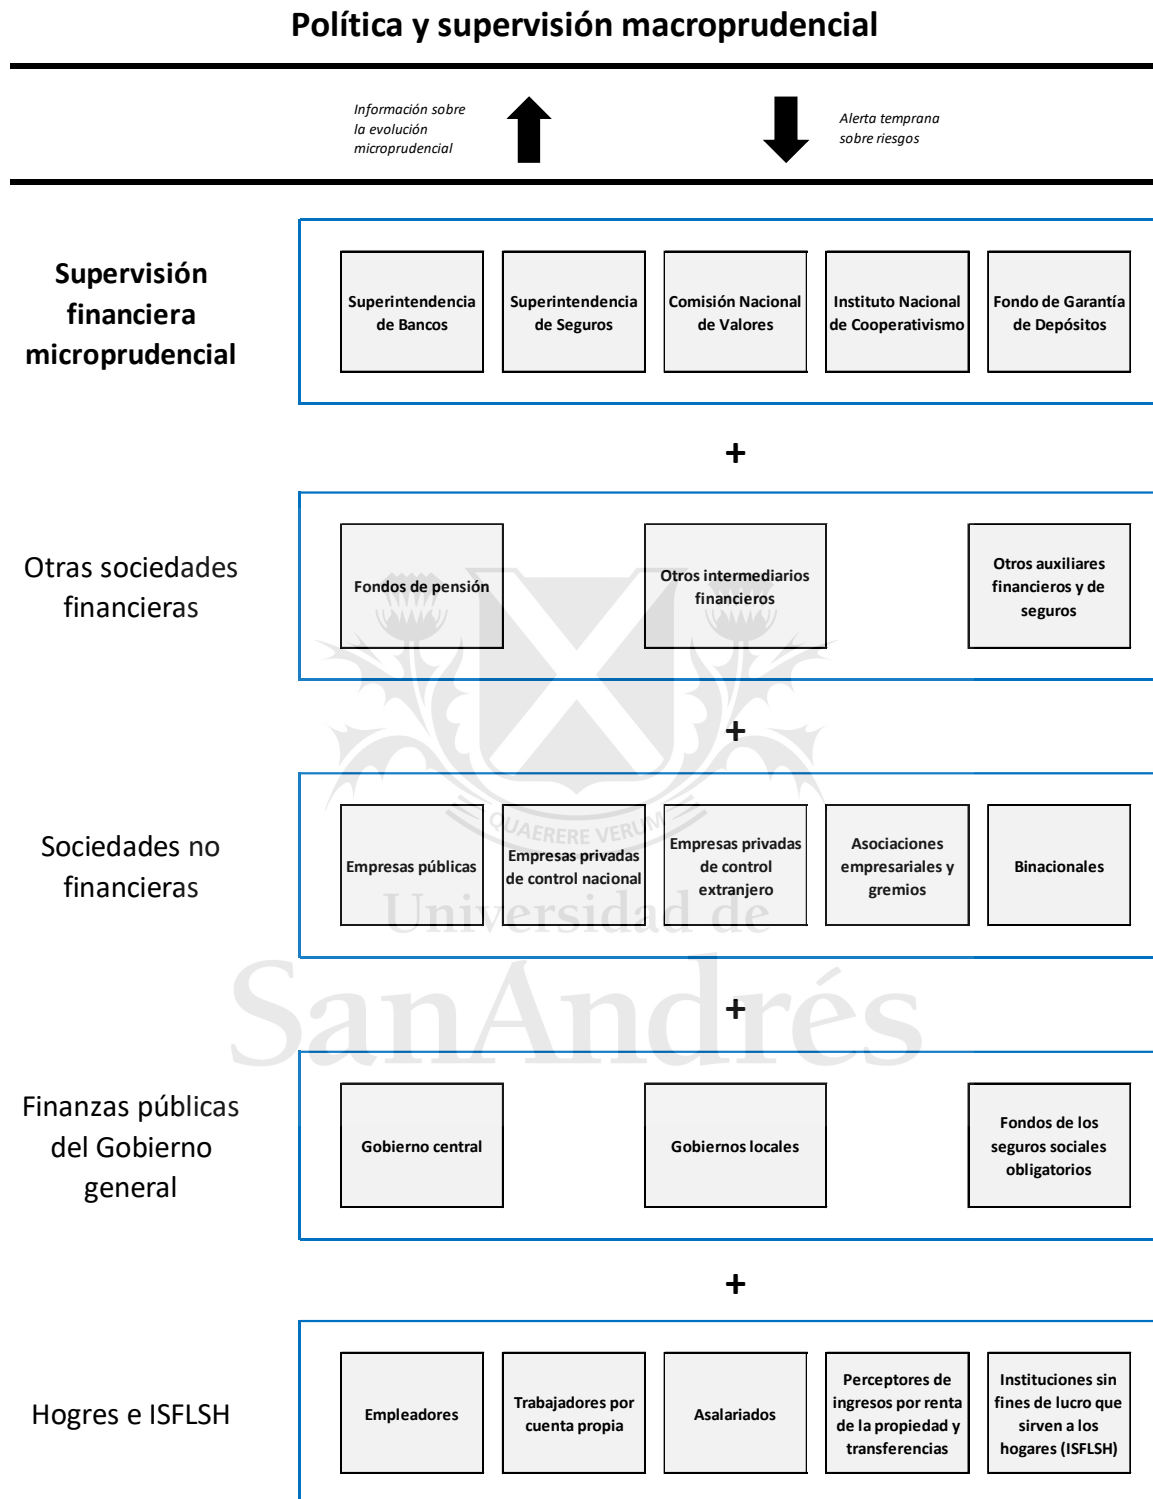 Política y supervisión macroprudencial
Información sobre
la evolución
microprudencial
Alerta temprana
sobre riesgos
Supervisión
financiera
microprudencial
Superintendencia
de Bancos
Superintendencia
de Seguros
Comisión Nacional
de Valores
Instituto Nacional
de Cooperativismo
Fondo de Garantía
de Depósitos
+
Otras sociedades
financieras
Fondos de pensión
Otros intermediarios
financieros
Otros auxiliares
financieros y de
seguros
+
Sociedades no
financieras
Empresas públicas
Empresas privadas
de control nacional
Empresas privadas
de control
extranjero
Asociaciones
empresariales y
gremios
Binacionales
QUAERERE VERUM
Universidad de
SanAndrés
+
Finanzas públicas
del Gobierno
general
Gobierno central
Gobiernos locales
Fondos de los
seguros sociales
obligatorios
+
Hogres e ISFLSH
Empleadores
Trabajadores por
cuenta propia
Asalariados
Perceptores de
ingresos por renta
de la propiedad y
transferencias
Instituciones sin
fines de lucro que
sirven a los
hogares (ISFLSH)